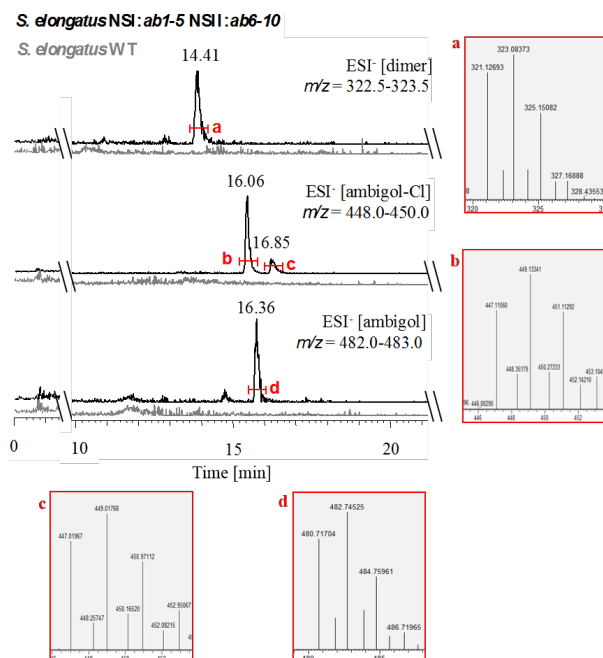 S. elongatus NSI: ab1-5 NSII: ab6-10
S. elongatus WT
14.41
ESI- [dimer]
m/z = 322.5-323.5
a
16.06
ESI- [ambigol-Cl]
m/z = 448.0-450.0
16.85
b
c
16.36
ESI- [ambigol]
m/z = 482.0-483.0
d
0 10 15 20
Time [min]
a
323.08373
321.12693
325.15082
327.16888
328.43553
320 325
b
449.13341
447.11560
451.11292
448.35179
450.27233
452.14210
446.00290
446 448 450 452
c
449.01768
447.01967
450.97112
452.95067
450.16520
448.25747
452.08215
d
482.74525
480.71704
484.75961
486.71965